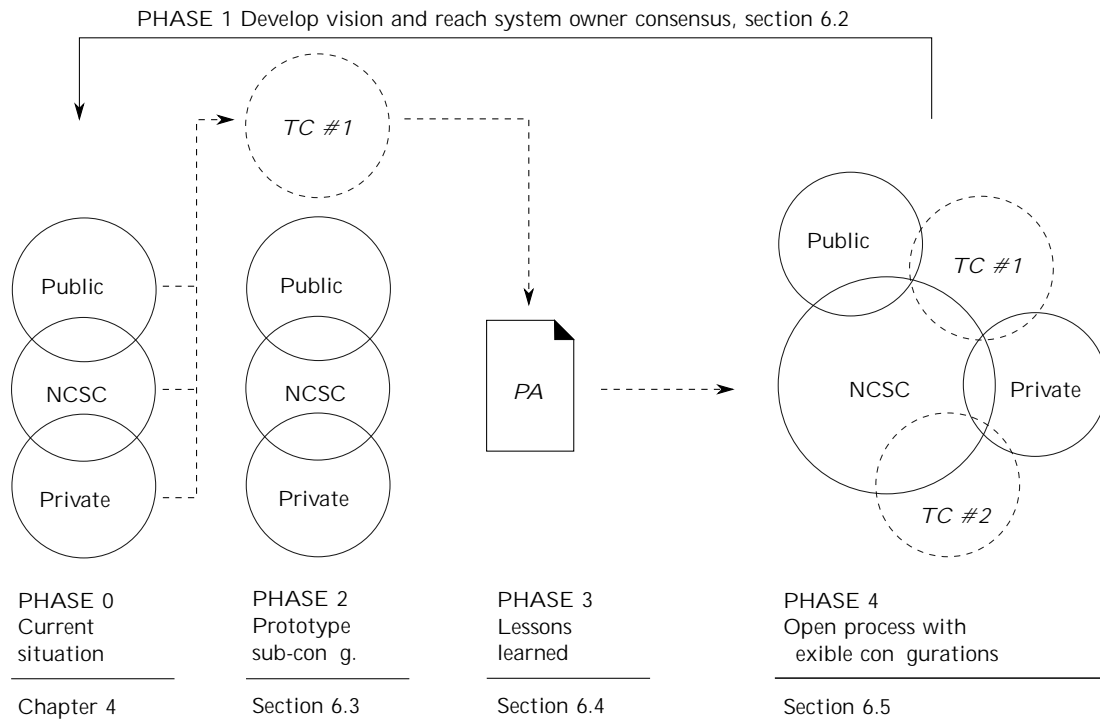 PHASE 1 Develop vision and reach system owner consensus, section 6.2
TC #1
Public
NCSC
Private
Public
NCSC
Private
PA
Public
TC #1
NCSC
Private
TC #2
PHASE 0
Current
situation
Chapter 4
PHASE 2
Prototype
sub-con g.
Section 6.3
PHASE 3
Lessons
learned
Section 6.4
PHASE 4
Open process with
exible con gurations
Section 6.5